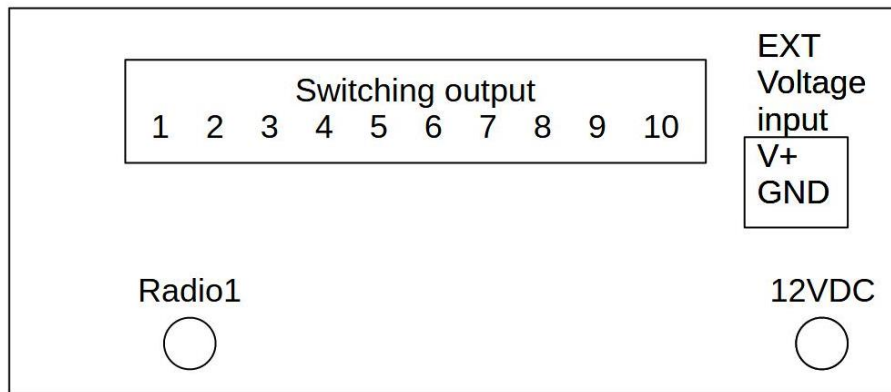 EXT
Voltage
input
Switching output
1 2 3 4 5 6 7 8 9 10
V+
GND
Radio1
12VDC